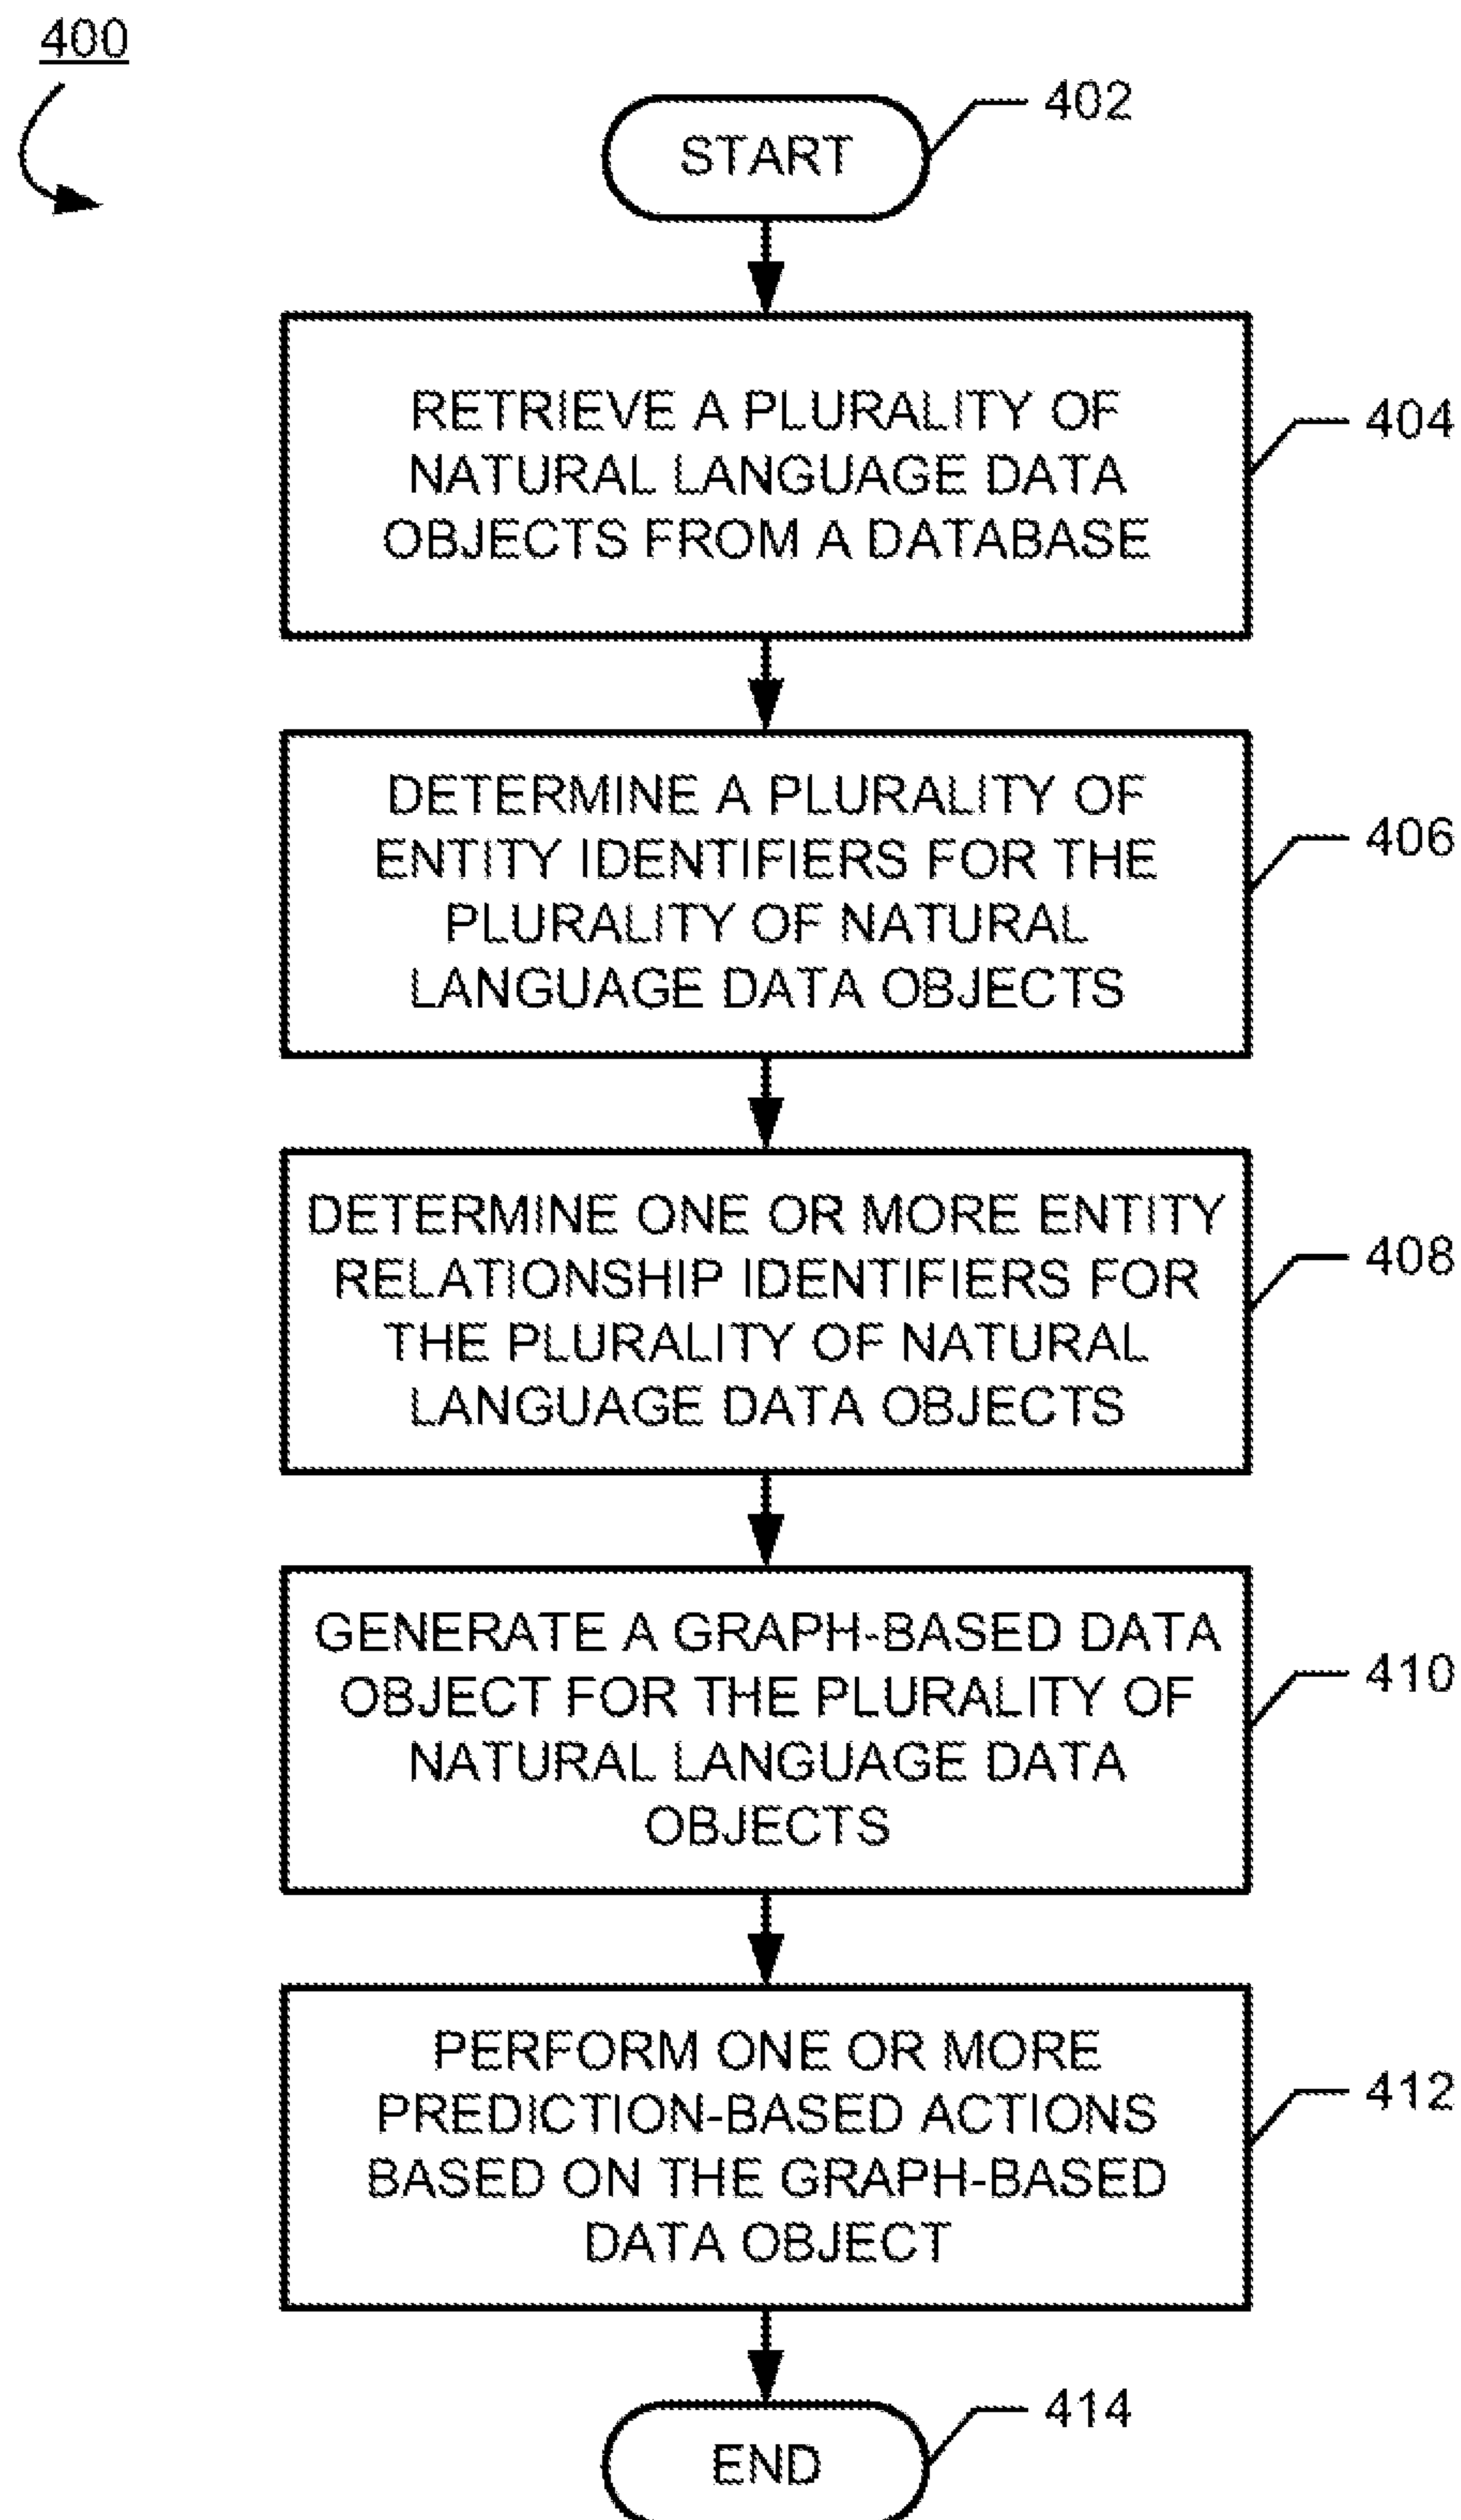 400
402
START
RETRIEVE A PLURALITY OF
NATURAL LANGUAGE DATA
OBJECTS FROM A DATABASE
404
DETERMINE A PLURALITY OF
ENTITY IDENTIFIERS FOR THE
PLURALITY OF NATURAL
LANGUAGE DATA OBJECTS
406
DETERMINE ONE OR MORE ENTITY
RELATIONSHIP IDENTIFIERS FOR
THE PLURALITY OF NATURAL
LANGUAGE DATA OBJECTS
408
GENERATE A GRAPH-BASED DATA
OBJECT FOR THE PLURALITY OF
NATURAL LANGUAGE DATA
OBJECTS
410
PERFORM ONE OR MORE
PREDICTION-BASED ACTIONS
BASED ON THE GRAPH-BASED
DATA OBJECT
412
414
END